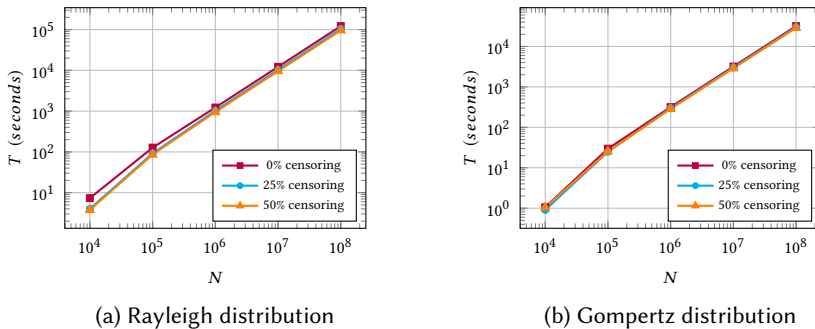 10^5
10^4
10^3
10^2
10^1
T (seconds)
0% censoring
25% censoring
50% censoring
10^4 10^5 10^6 10^7 10^8
N
(a) Rayleigh distribution
10^4
10^3
10^2
10^1
10^0
T (seconds)
0% censoring
25% censoring
50% censoring
10^4 10^5 10^6 10^7 10^8
N
(b) Gompertz distribution